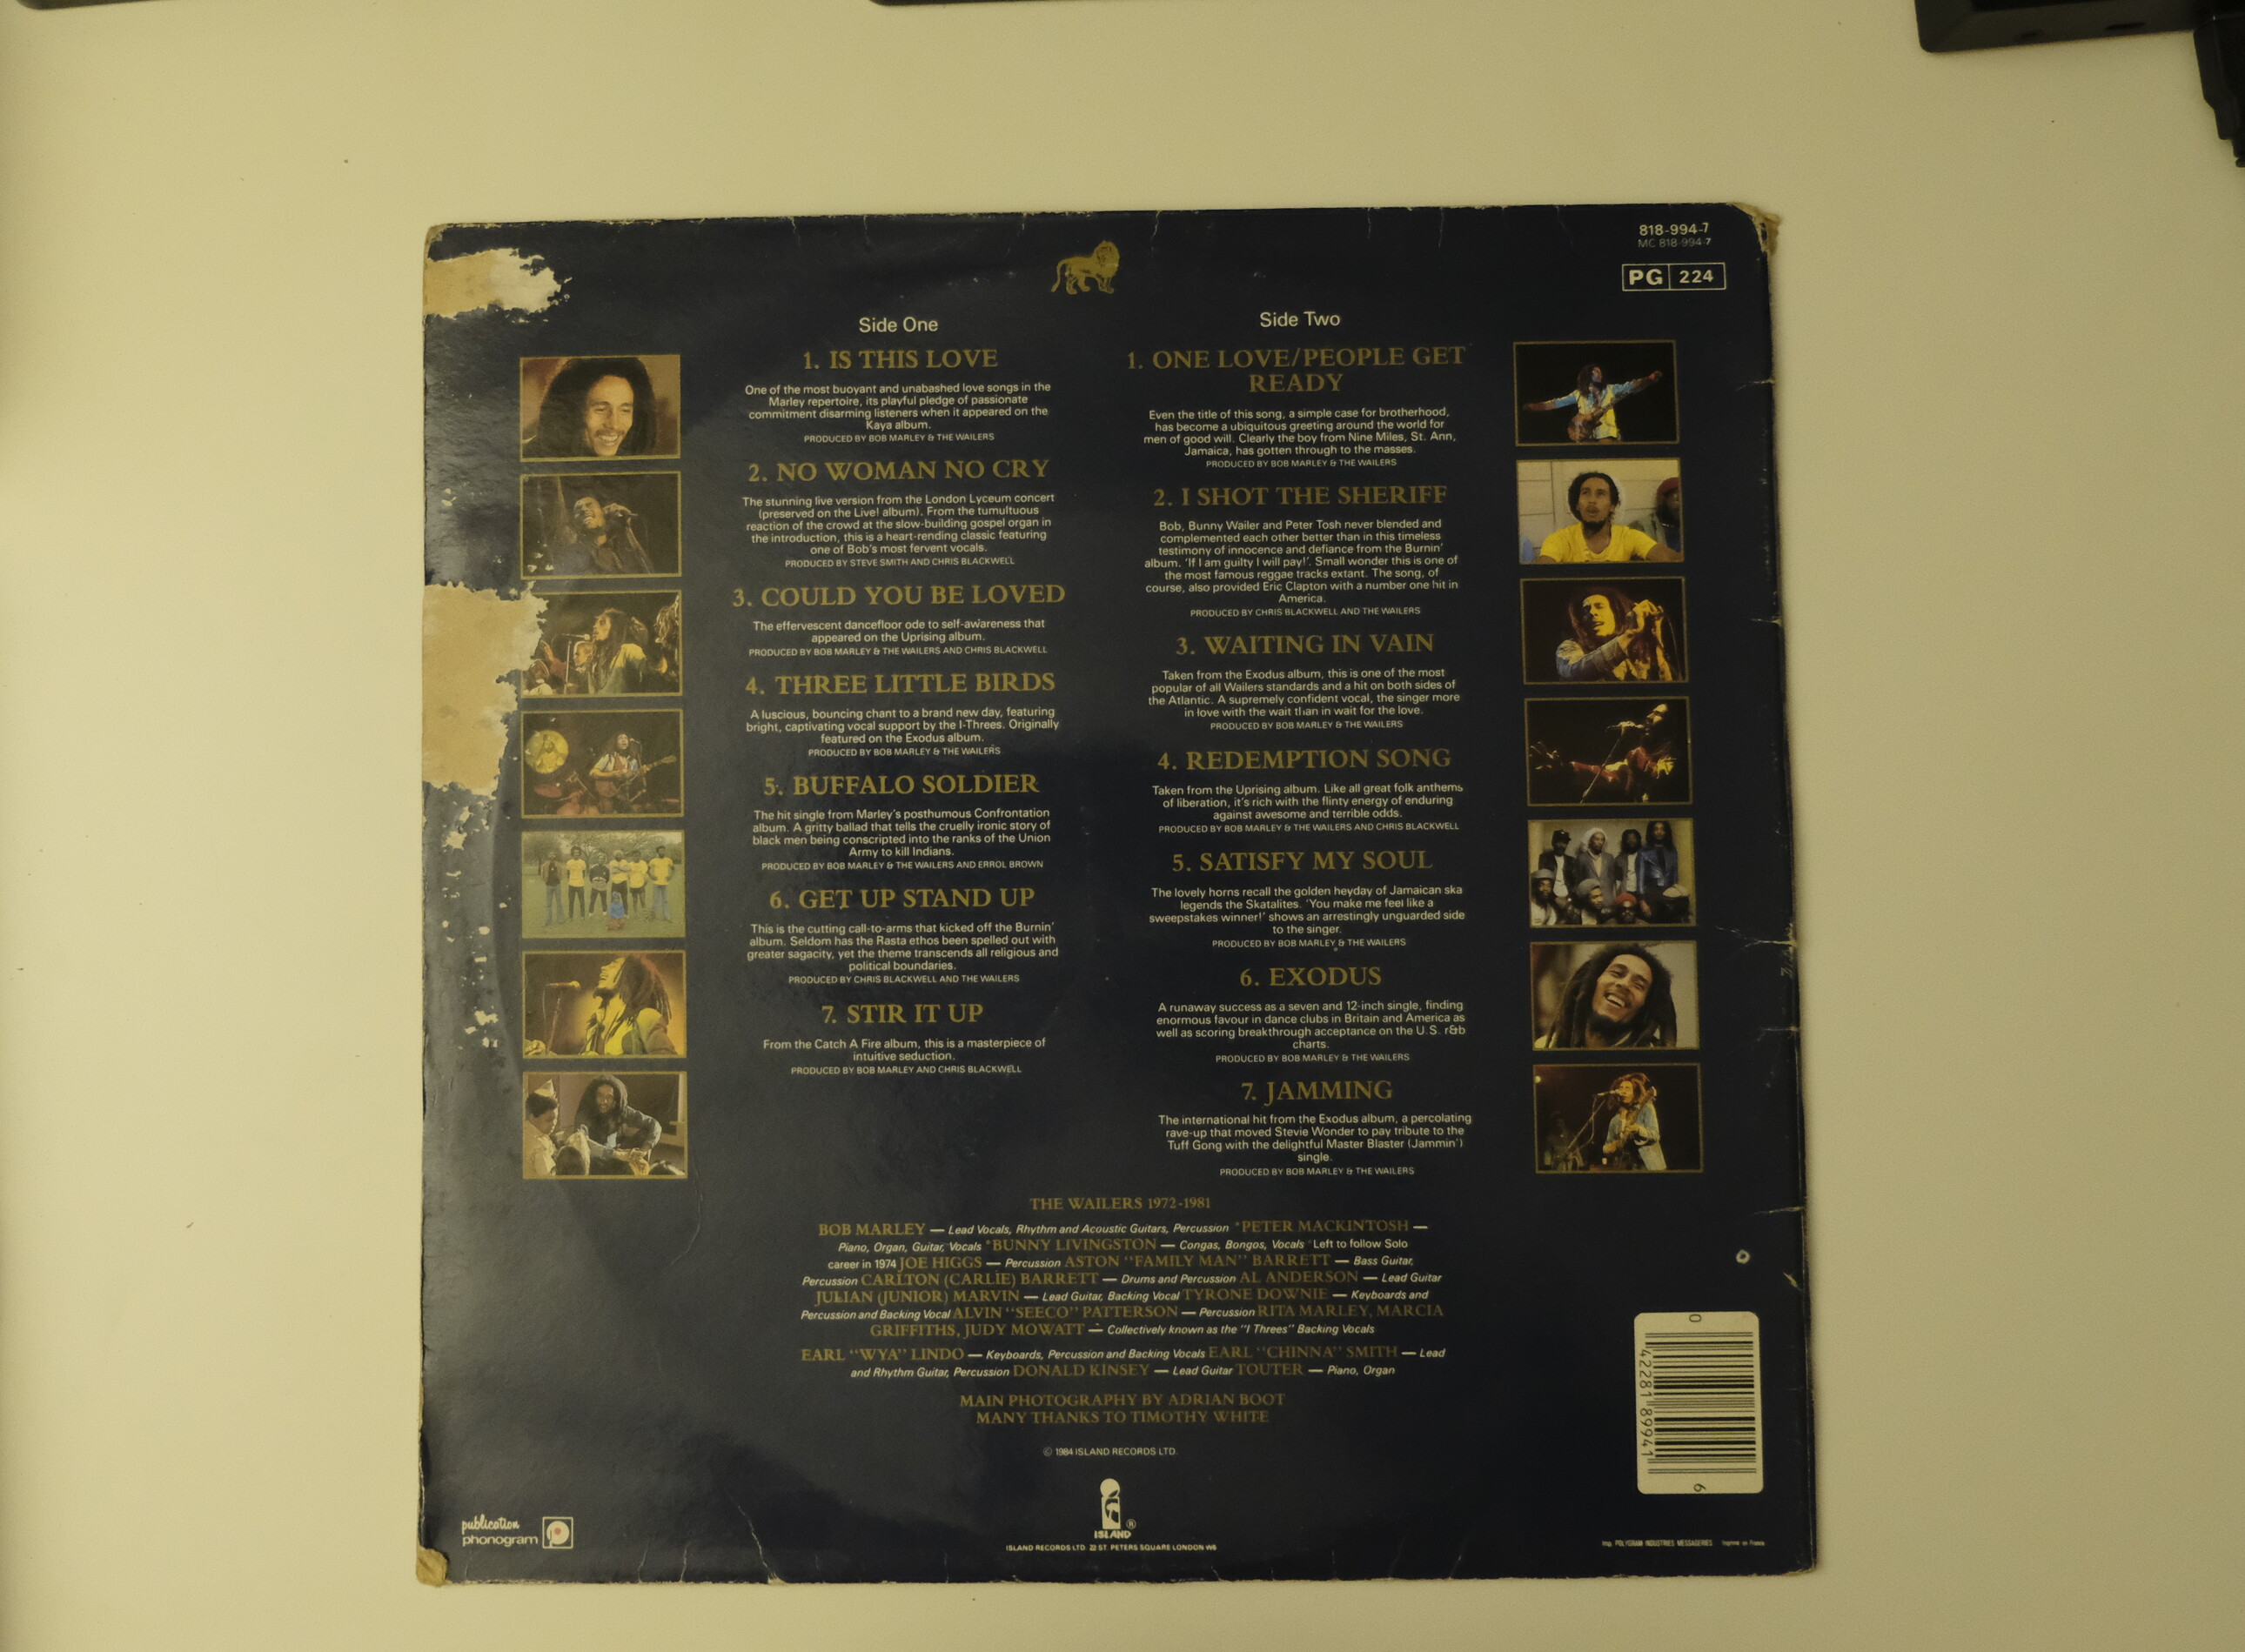 818-994-7
MC 818-994-7
PG 224
Side One
1. IS THIS LOVE
One of the most buoyant and unabashed love songs in the
Marley repertoire, its playful pledge of passionate
commitment disarming listeners when it appeared on the
Kaya album.
PRODUCED BY BOB MARLEY & THE WAILERS
2. NO WOMAN NO CRY
The stunning live version from the London Lyceum concert
(preserved on the Live! album). From the tumultuous
reaction of the crowd at the slow-building gospel organ in
the introduction, this is a heart-rending classic featuring
one of Bob's most fervent vocals.
PRODUCED BY STEVE SMITH AND CHRIS BLACKWELL
3. COULD YOU BE LOVED
The effervescent dancefloor ode to self-awareness that
appeared on the Uprising album.
PRODUCED BY BOB MARLEY & THE WAILERS AND CHRIS BLACKWELL
4. THREE LITTLE BIRDS
A luscious, bouncing chant to a brand new day, featuring
bright, captivating vocal support by the I-Threes. Originally
featured on the Exodus album.
PRODUCED BY BOB MARLEY & THE WAILERS
5. BUFFALO SOLDIER
The hit single from Marley's posthumous Confrontation
album. A gritty ballad that tells the cruelly ironic story of
black men being conscripted into the ranks of the Union
Army to kill Indians.
PRODUCED BY BOB MARLEY & THE WAILERS AND ERROL BROWN
6. GET UP STAND UP
This is the cutting call-to-arms that kicked off the Burnin'
album. Seldom has the Rasta ethos been spelled out with
greater sagacity, yet the theme transcends all religious and
political boundaries.
PRODUCED BY CHRIS BLACKWELL AND THE WAILERS
7. STIR IT UP
From the Catch A Fire album, this is a masterpiece of
intuitive seduction.
PRODUCED BY BOB MARLEY AND CHRIS BLACKWELL
Side Two
1. ONE LOVE/PEOPLE GET
READY
Even the title of this song, a simple case for brotherhood,
has become a ubiquitous greeting around the world for
men of good will. Clearly the boy from Nine Miles, St. Ann,
Jamaica, has gotten through to the masses.
PRODUCED BY BOB MARLEY & THE WAILERS
2. I SHOT THE SHERIFF
Bob, Bunny Wailer and Peter Tosh never blended and
complemented each other better than in this timeless
testimony of innocence and defiance from the Burnin'
album. 'If I am guilty I will pay!'. Small wonder this is one of
the most famous reggae tracks extant. The song, of
course, also provided Eric Clapton with a number one hit in
America.
PRODUCED BY CHRIS BLACKWELL AND THE WAILERS
3. WAITING IN VAIN
Taken from the Exodus album, this is one of the most
popular of all Wailers standards and a hit on both sides of
the Atlantic. A supremely confident vocal, the singer more
in love with the wait than in wait for the love.
PRODUCED BY BOB MARLEY & THE WAILERS
4. REDEMPTION SONG
Taken from the Uprising album. Like all great folk anthems
of liberation, it's rich with the flinty energy of enduring
against awesome and terrible odds.
PRODUCED BY BOB MARLEY & THE WAILERS AND CHRIS BLACKWELL
5. SATISFY MY SOUL
The lovely horns recall the golden heyday of Jamaican ska
legends the Skatalites. 'You make me feel like a
sweepstakes winner!' shows an arrestingly unguarded side
to the singer.
PRODUCED BY BOB MARLEY & THE WAILERS
6. EXODUS
A runaway success as a seven and 12-inch single, finding
enormous favour in dance clubs in Britain and America as
well as scoring breakthrough acceptance on the U.S. r&b
charts.
PRODUCED BY BOB MARLEY & THE WAILERS
7. JAMMING
The international hit from the Exodus album, a percolating
rave-up that moved Stevie Wonder to pay tribute to the
Tuff Gong with the delightful Master Blaster (Jammin')
single.
PRODUCED BY BOB MARLEY & THE WAILERS
THE WAILERS 1972-1981
BOB MARLEY — Lead Vocals, Rhythm and Acoustic Guitars, Percussion *PETER MACKINTOSH —
Piano, Organ, Guitar, Vocals *BUNNY LIVINGSTON — Congas, Bongos, Vocals *Left to follow Solo
career in 1974 JOE HIGGS — Percussion ASTON "FAMILY MAN" BARRETT — Bass Guitar,
Percussion CARLTON (CARLIE) BARRETT — Drums and Percussion AL ANDERSON — Lead Guitar
JULIAN (JUNIOR) MARVIN — Lead Guitar, Backing Vocal TYRONE DOWNIE — Keyboards and
Percussion and Backing Vocal ALVIN "SEECO" PATTERSON — Percussion RITA MARLEY, MARCIA
GRIFFITHS, JUDY MOWATT — Collectively known as the "I Threes" Backing Vocals
EARL "WYA" LINDO — Keyboards, Percussion and Backing Vocals EARL "CHINNA" SMITH — Lead
and Rhythm Guitar, Percussion DONALD KINSEY — Lead Guitar TOUTER — Piano, Organ
MAIN PHOTOGRAPHY BY ADRIAN BOOT
MANY THANKS TO TIMOTHY WHITE
© 1984 ISLAND RECORDS LTD.
0 42281 89941 6
publication
phonogram
ISLAND ®
ISLAND RECORDS LTD. 22 ST. PETERS SQUARE LONDON W6
Imp. POLYGRAM INDUSTRIES MESSAGERIES Imprimé en France